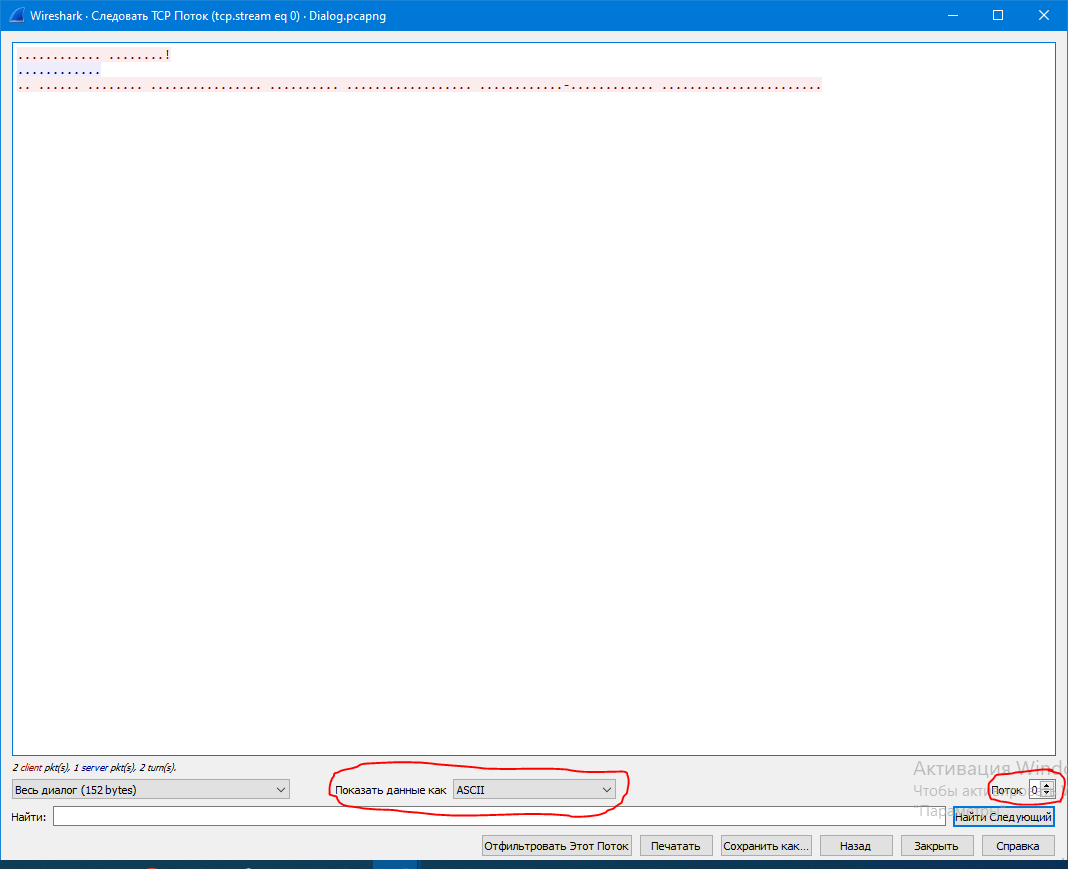 Wireshark · Следовать TCP Поток (tcp.stream eq 0) · Dialog.pcapng
............ ........!
............
.. ...... ........ ................ .......... .................. ............-............ .......................
2 client pkt(s), 1 server pkt(s), 2 turn(s).
Весь диалог (152 bytes)
Показать данные как
ASCII
Поток
0
Активация Windo
Чтобы активиро
"Парам
Найти:
Найти Следующий
Отфильтровать Этот Поток
Печатать
Сохранить как...
Назад
Закрыть
Справка